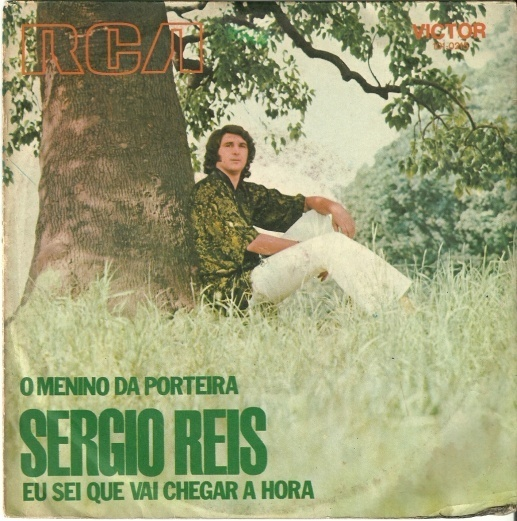 RCA
VICTOR
O MENINO DA PORTEIRA
SERGIO REIS
EU SEI QUE VAI CHEGAR A HORA